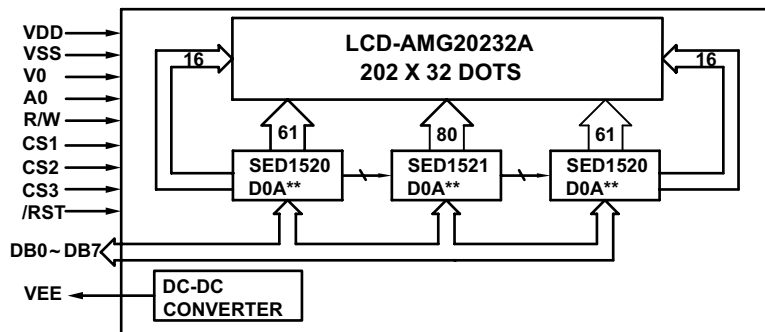 VDD
VSS
V0
A0
R/W
CS1
CS2
CS3
/RST
DB0~DB7
VEE
LCD-AMG20232A
202 X 32 DOTS
16
16
61
80
61
SED1520
D0A**
SED1521
D0A**
SED1520
D0A**
DC-DC
CONVERTER